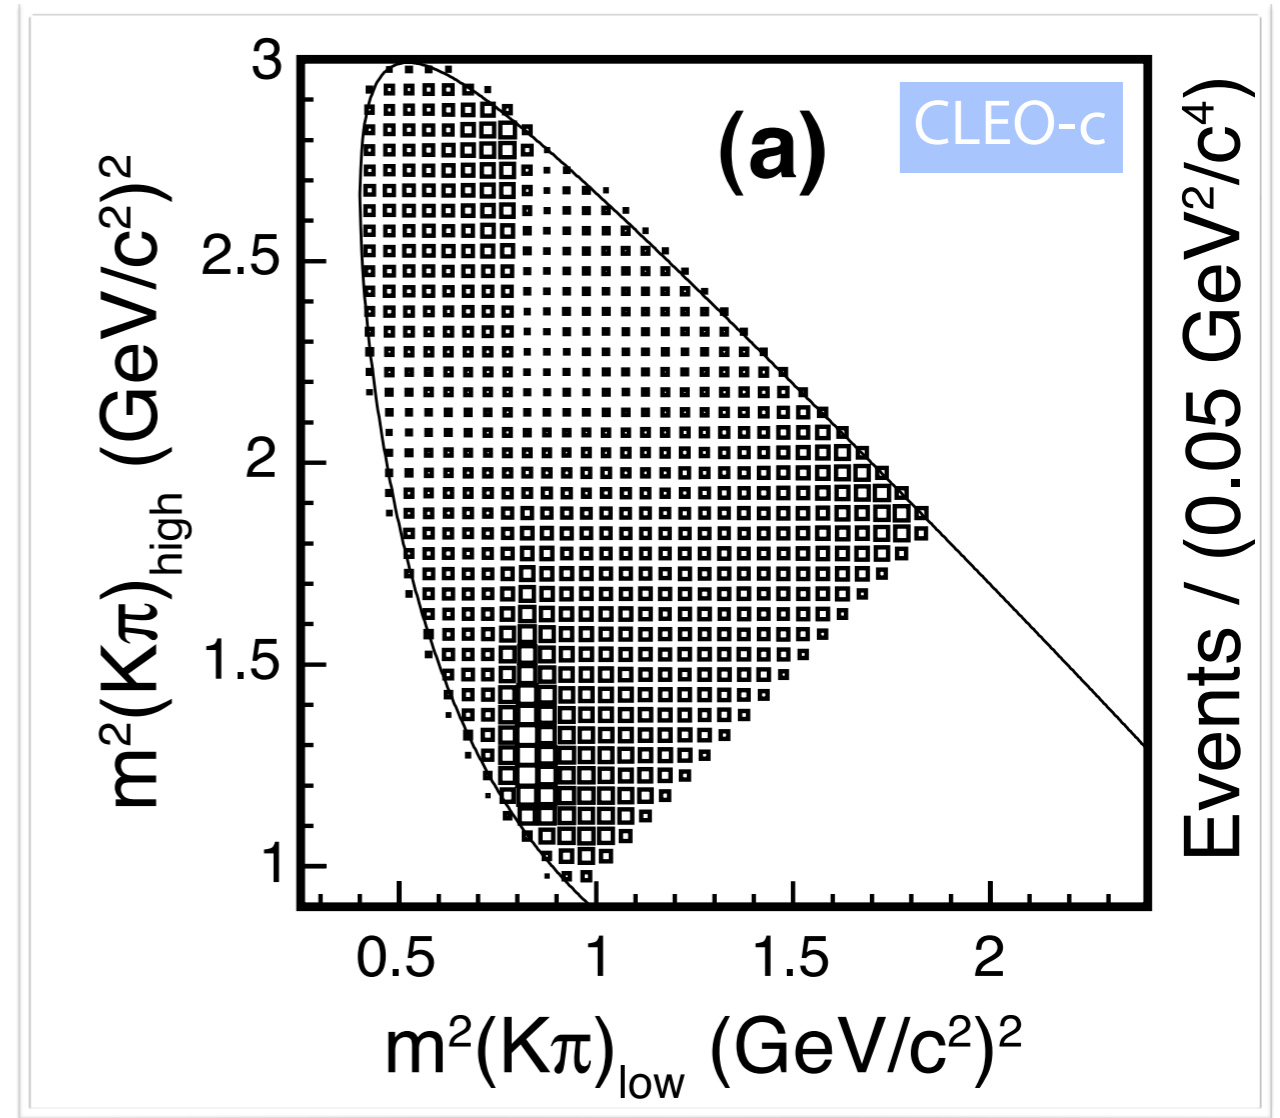 (a)
CLEO-c
3
2.5
2
1.5
1
0.5 1 1.5 2
m²(Kπ)high (GeV/c²)²
m²(Kπ)low (GeV/c²)²
Events / (0.05 GeV²/c⁴)